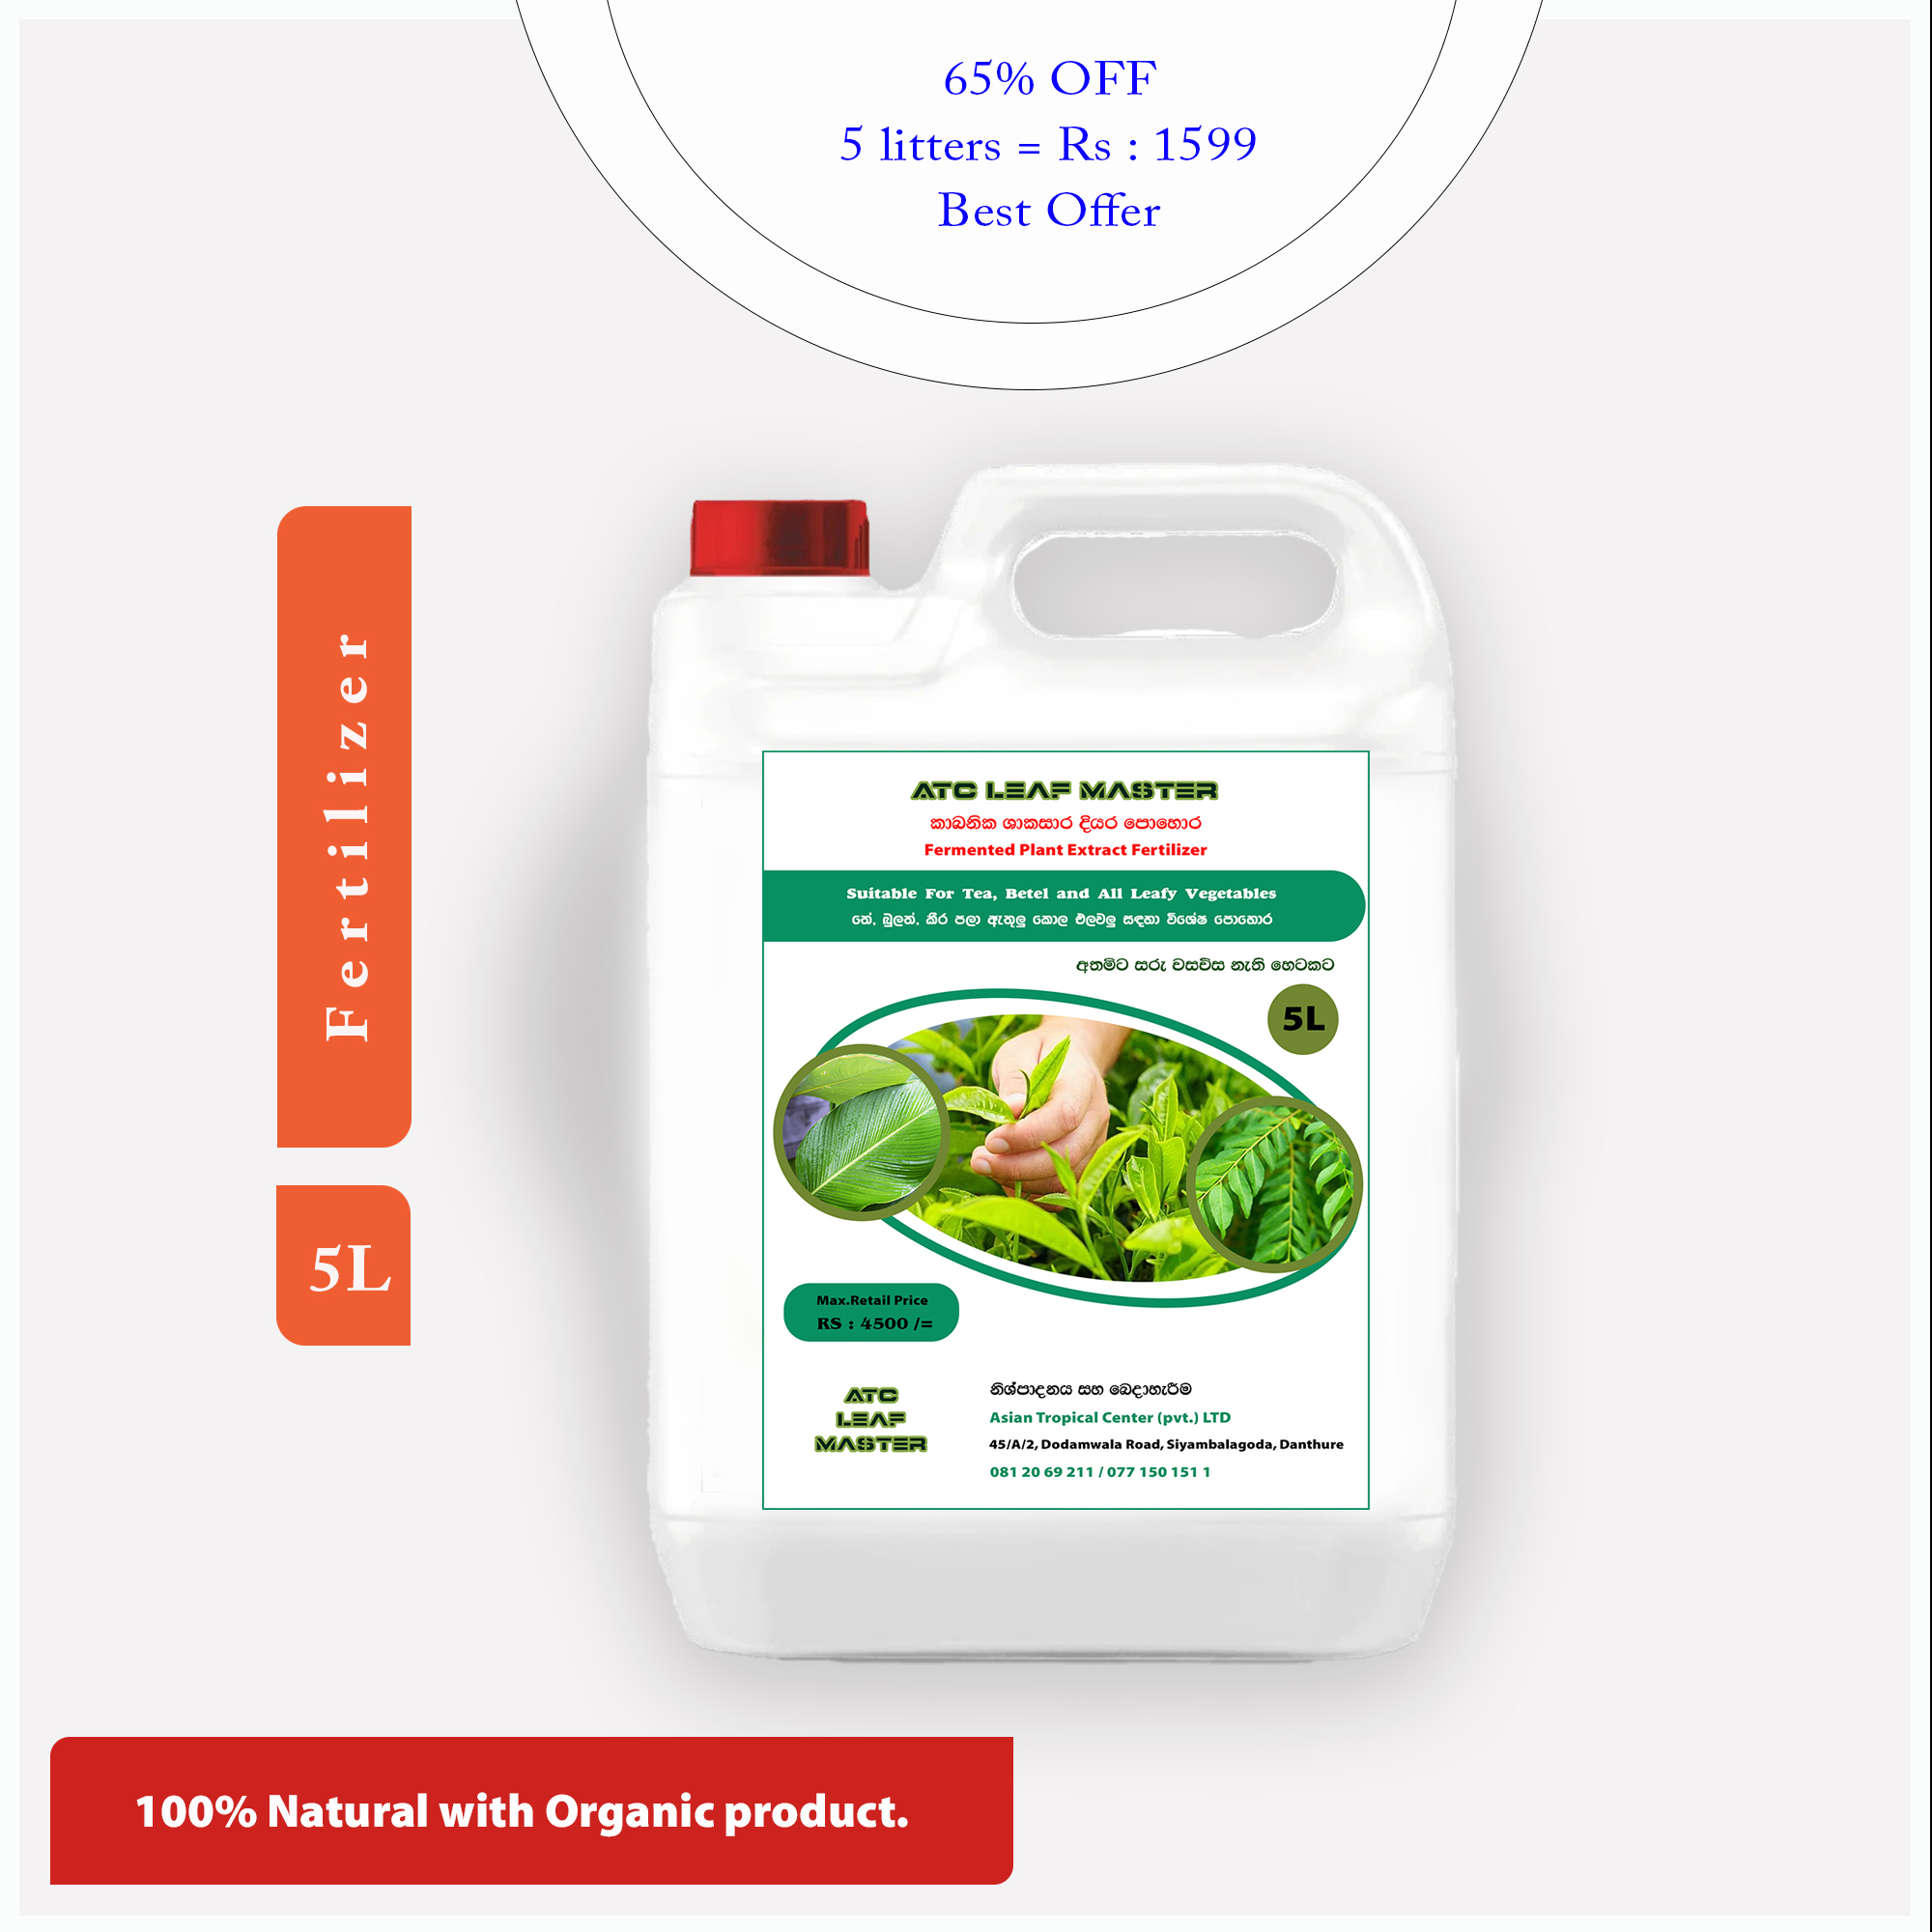 65% OFF
5 litters = Rs : 1599
Best Offer
Fertilizer
5L
ATC LEAF MASTER
කාබනික ශාකසාර දියර පොහොර
Fermented Plant Extract Fertilizer
Suitable For Tea, Betel and All Leafy Vegetables
තේ, බුලත්, කීර පලා ඇතුලු කොල එලවලු සඳහා විශේෂ පොහොර
අතමිට සරු වසවිස නැති හෙටකට
5L
Max.Retail Price
RS : 4500 /=
ATC
LEAF
MASTER
නිශ්පාදනය සහ බෙදාහැරීම
Asian Tropical Center (pvt.) LTD
45/A/2, Dodamwala Road, Siyambalagoda, Danthure
081 20 69 211 / 077 150 151 1
100% Natural with Organic product.